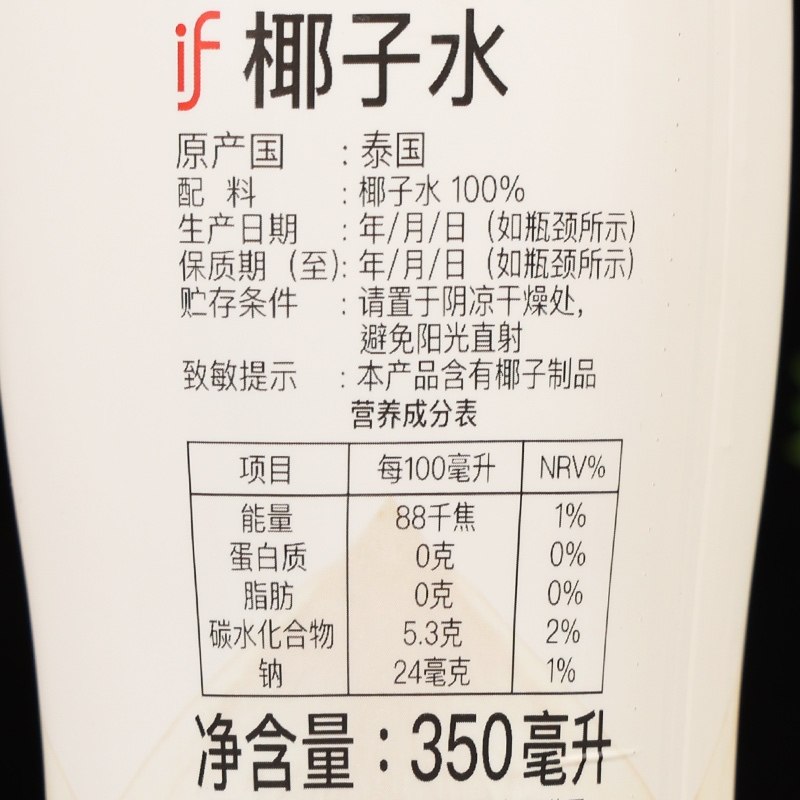 if 椰子水
原产国 : 泰国
配 料 : 椰子水 100%
生产日期 : 年/月/日 (如瓶颈所示)
保质期 (至): 年/月/日 (如瓶颈所示)
贮存条件 : 请置于阴凉干燥处,
避免阳光直射
致敏提示 : 本产品含有椰子制品
营养成分表
项目 每100毫升 NRV%
能量 88千焦 1%
蛋白质 0克 0%
脂肪 0克 0%
碳水化合物 5.3克 2%
钠 24毫克 1%
净含量：350毫升